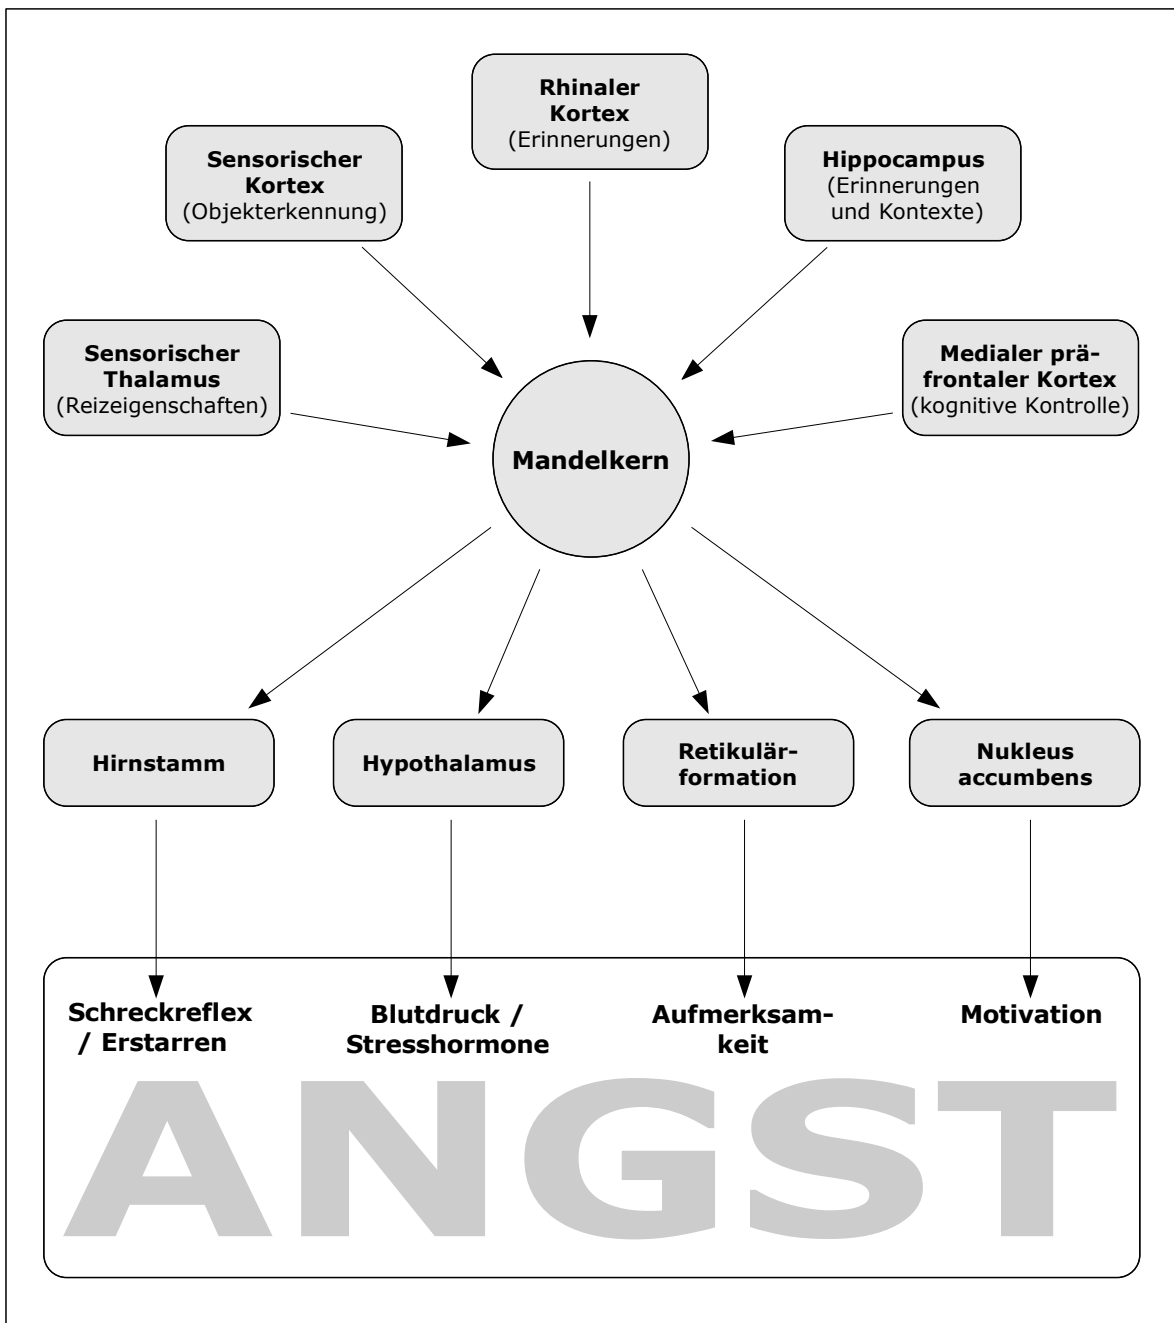 Rhinaler
Kortex
(Erinnerungen)
Sensorischer
Kortex
(Objekterkennung)
Hippocampus
(Erinnerungen
und Kontexte)
Sensorischer
Thalamus
(Reizeigenschaften)
Medialer prä-
frontaler Kortex
(kognitive Kontrolle)
Mandelkern
Hirnstamm
Hypothalamus
Retikulär-
formation
Nukleus
accumbens
Schreckreflex
/ Erstarren
Blutdruck /
Stresshormone
Aufmerksam-
keit
Motivation
ANGST